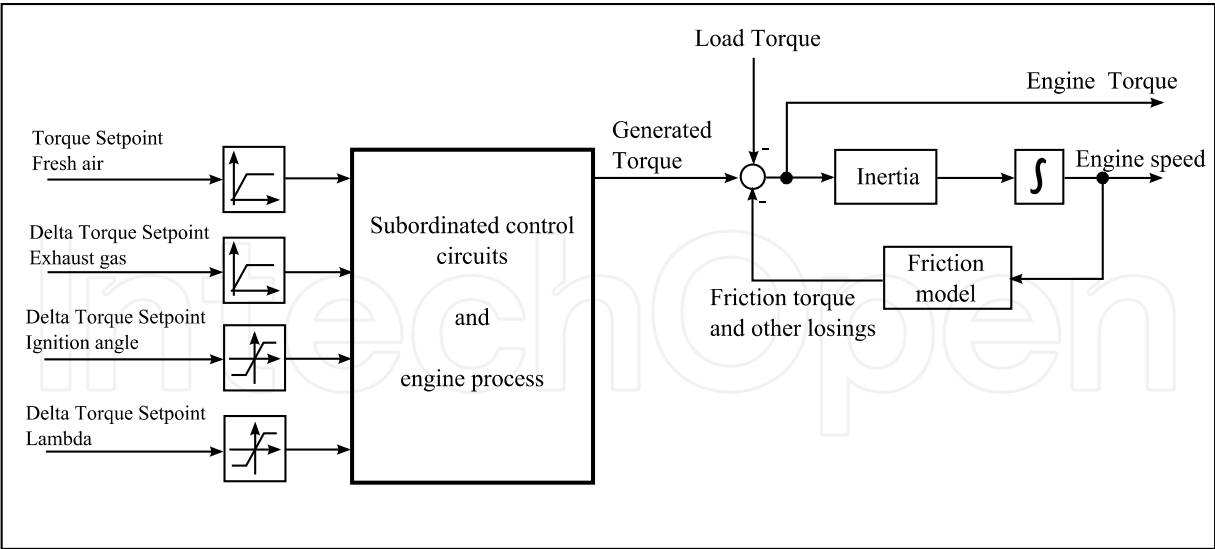 Load Torque
Engine Torque
Torque Setpoint
Fresh air
Generated
Torque
-
Engine speed
Inertia
∫
-
Delta Torque Setpoint
Exhaust gas
Subordinated control
circuits
and
engine process
Friction
model
Friction torque
and other losings
Delta Torque Setpoint
Ignition angle
Delta Torque Setpoint
Lambda
IntechOpen